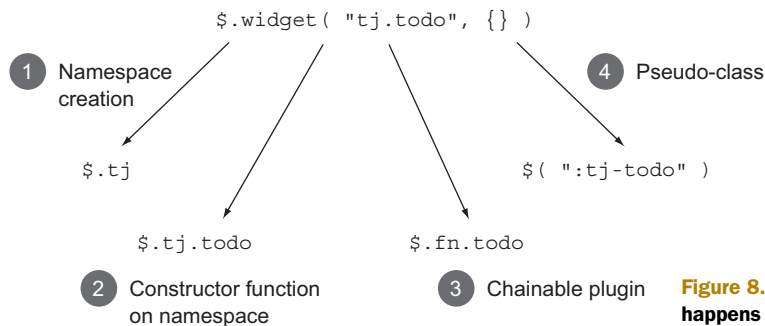 $.widget( "tj.todo", {} )
1 Namespace
creation
4 Pseudo-class
$.tj
$( ":tj-todo" )
$.tj.todo
$.fn.todo
2 Constructor function
on namespace
3 Chainable plugin
Figure 8.
happens